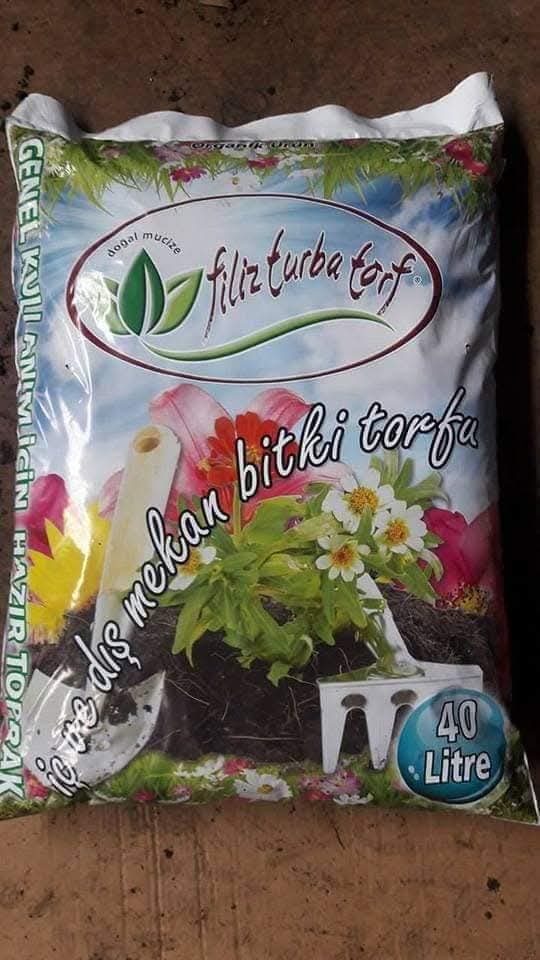 Organik Ürün
doğal mucize
filiz turba torf®
iç ve dış mekan bitki torfu
GENEL KULLANIM İÇİN HAZIR TOPRAK
40
Litre